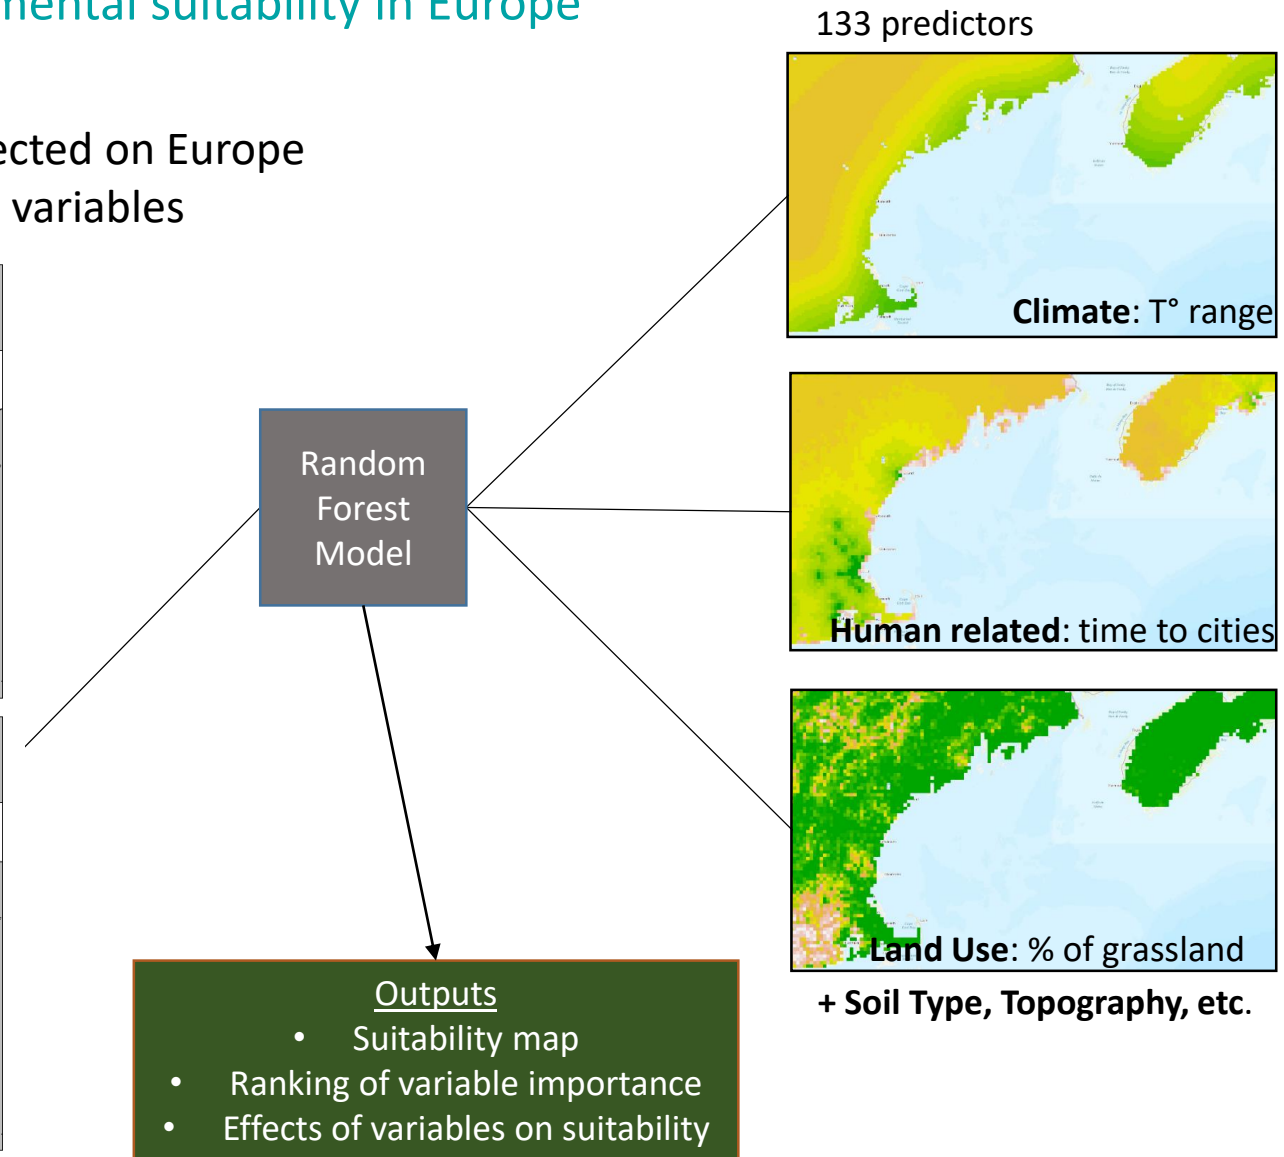 mental suitability in Europe
ected on Europe
variables
133 predictors
Climate: T° range
Random
Forest
Model
Human related: time to cities
Land Use: % of grassland
+ Soil Type, Topography, etc.
Outputs
• Suitability map
• Ranking of variable importance
• Effects of variables on suitability